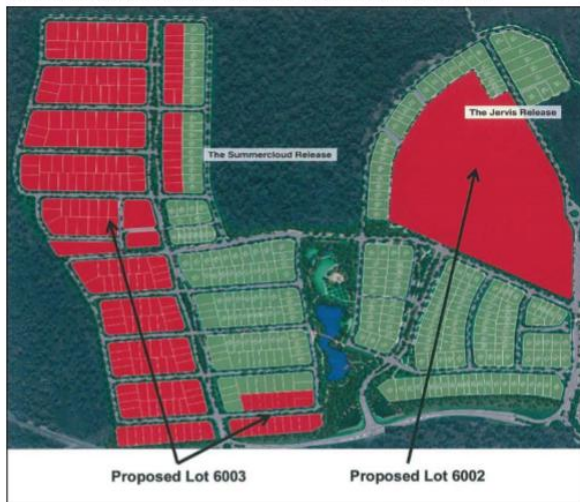 The Jervis Release
The Summercloud Release
Proposed Lot 6003
Proposed Lot 6002